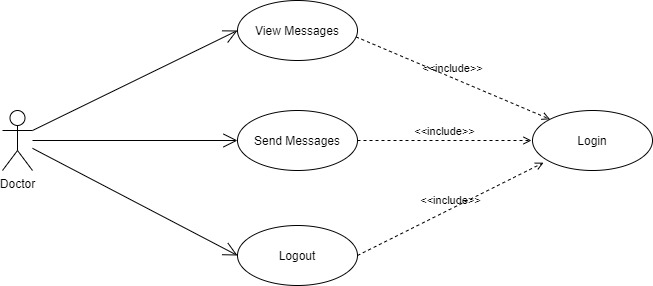 View Messages
<<include>>
Send Messages
<<include>>
Login
Doctor
<<include>>
Logout